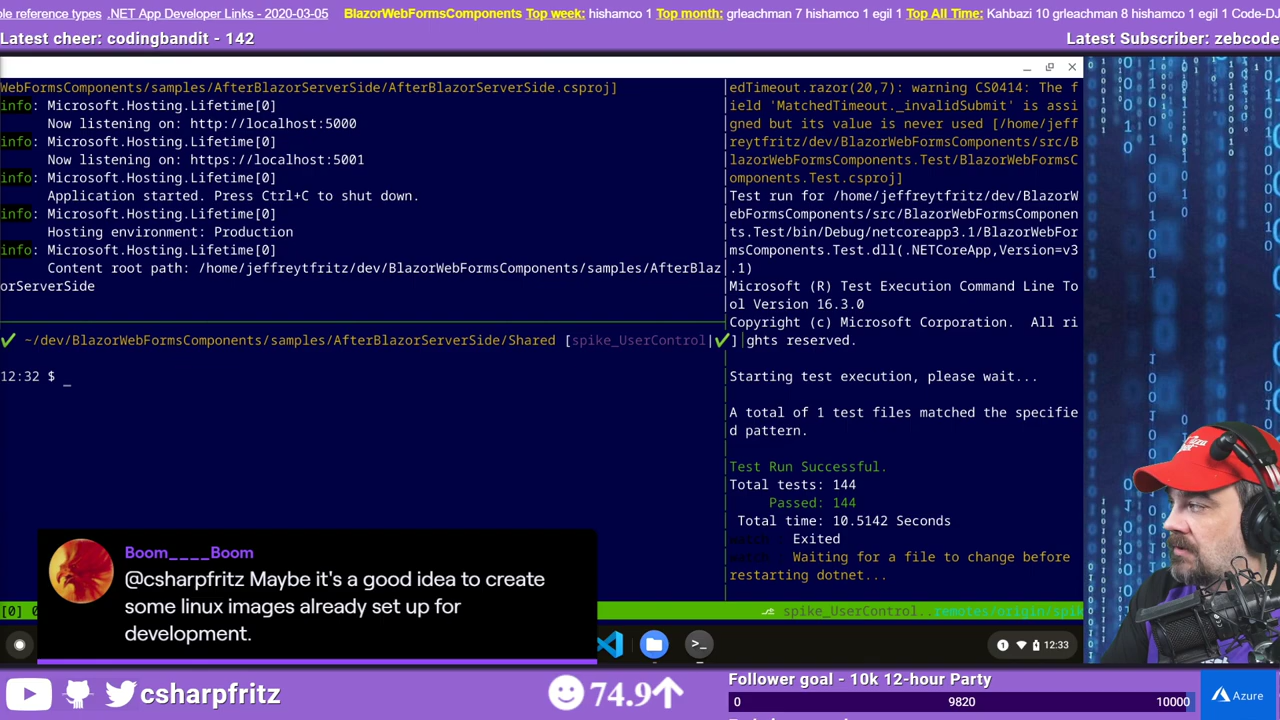 ole reference types .NET App Developer Links - 2020-03-05 BlazorWebFormsComponents Top week: hishamco 1 Top month: grleachman 7 hishamco 1 egil 1 Top All Time: Kahbazi 10 grleachman 8 hishamco 1 egil 1 Code-DJ
Latest cheer: codingbandit - 142
Latest Subscriber: zebcode
WebFormsComponents/samples/AfterBlazorServerSide/AfterBlazorServerSide.csproj]
info: Microsoft.Hosting.Lifetime[0]
Now listening on: http://localhost:5000
info: Microsoft.Hosting.Lifetime[0]
Now listening on: https://localhost:5001
info: Microsoft.Hosting.Lifetime[0]
Application started. Press Ctrl+C to shut down.
info: Microsoft.Hosting.Lifetime[0]
Hosting environment: Production
info: Microsoft.Hosting.Lifetime[0]
Content root path: /home/jeffreytfritz/dev/BlazorWebFormsComponents/samples/AfterBlaz
orServerSide
✔ ~/dev/BlazorWebFormsComponents/samples/AfterBlazorServerSide/Shared [spike_UserControl|✔]
12:32 $ _
edTimeout.razor(20,7): warning CS0414: The f
ield 'MatchedTimeout._invalidSubmit' is assi
gned but its value is never used [/home/jeff
reytfritz/dev/BlazorWebFormsComponents/src/B
lazorWebFormsComponents.Test/BlazorWebFormsC
omponents.Test.csproj]
Test run for /home/jeffreytfritz/dev/BlazorW
ebFormsComponents/src/BlazorWebFormsComponen
ts.Test/bin/Debug/netcoreapp3.1/BlazorWebFor
msComponents.Test.dll(.NETCoreApp,Version=v3
.1)
Microsoft (R) Test Execution Command Line To
ol Version 16.3.0
Copyright (c) Microsoft Corporation. All ri
ghts reserved.
Starting test execution, please wait...
A total of 1 test files matched the specifie
d pattern.
Test Run Successful.
Total tests: 144
Passed: 144
Total time: 10.5142 Seconds
watch : Exited
watch : Waiting for a file to change before
restarting dotnet...
Boom____Boom
@csharpfritz Maybe it's a good idea to create
some linux images already set up for
development.
[0] 0
spike_UserControl..remotes/origin/spik
1 12:33
csharpfritz
74.9
Follower goal - 10k 12-hour Party
0 9820 10000
Azure